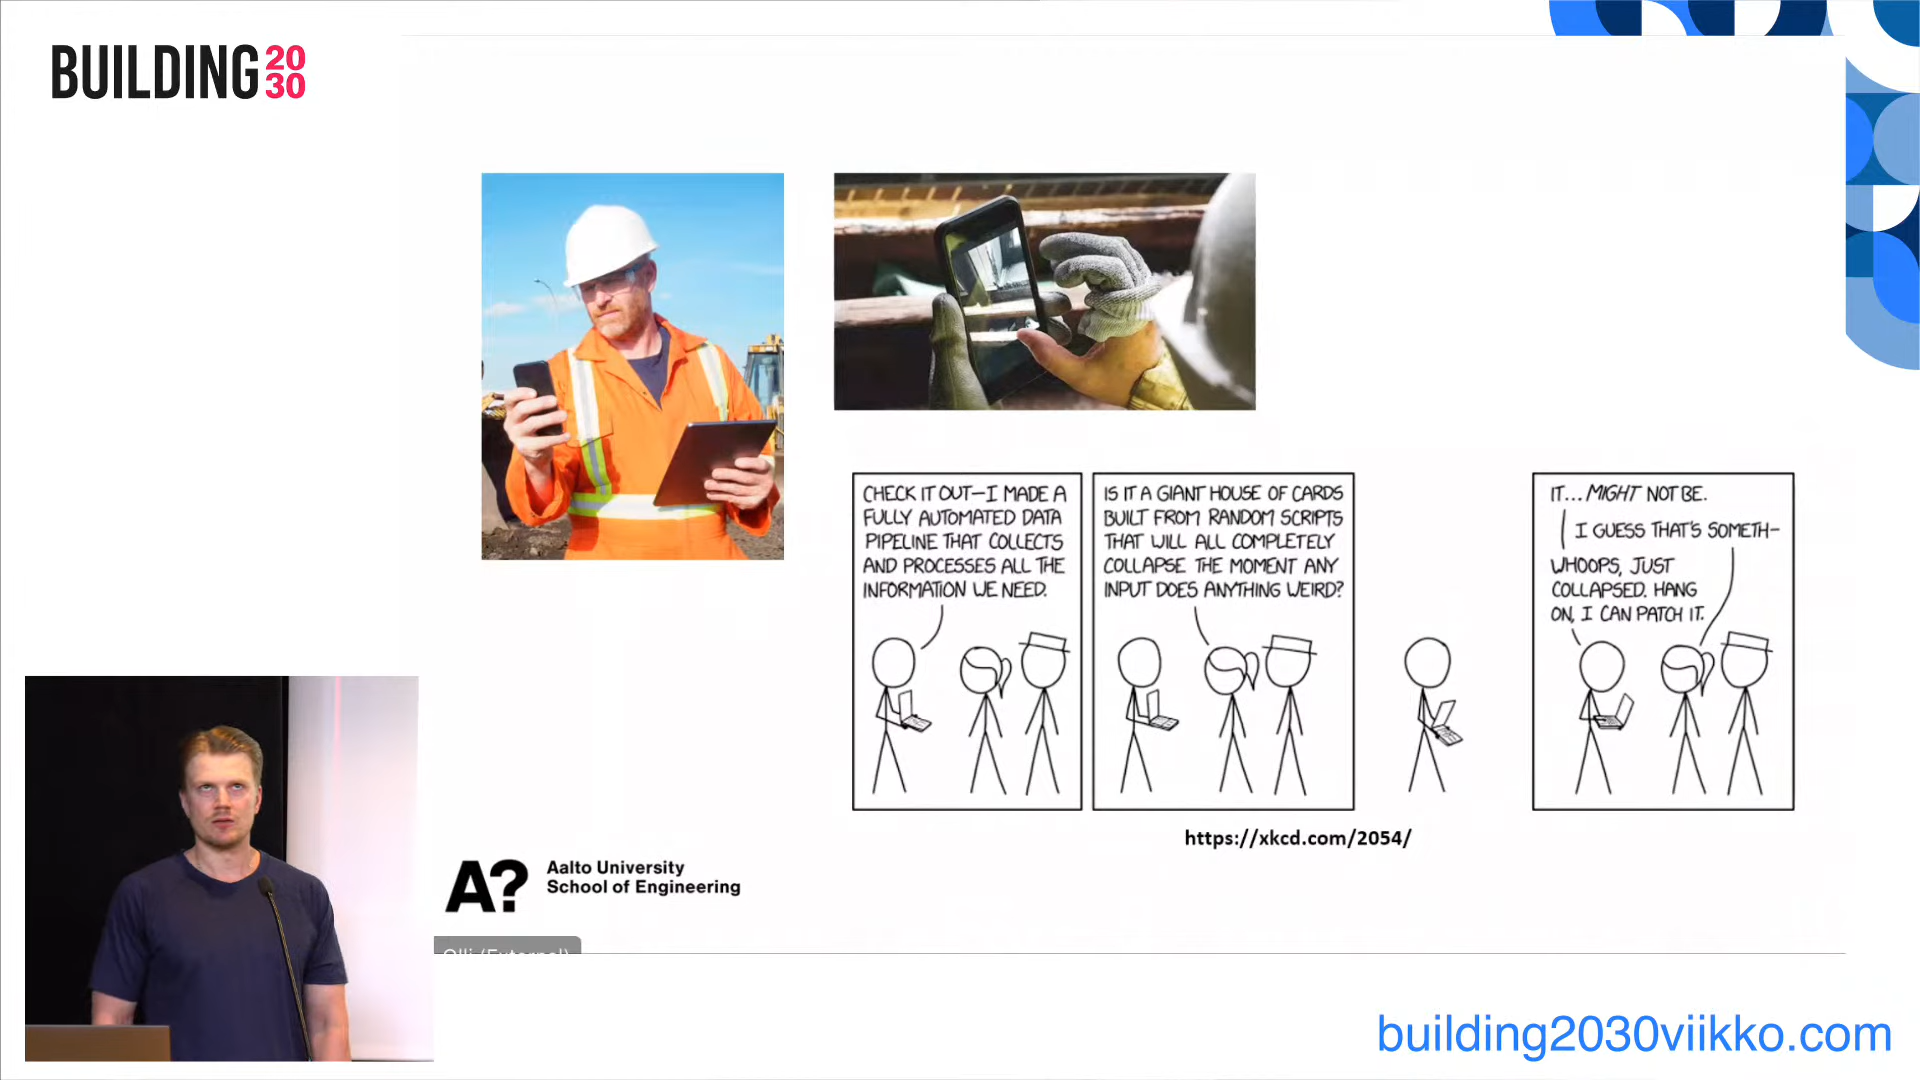 BUILDING 20
30
CHECK IT OUT—I MADE A
FULLY AUTOMATED DATA
PIPELINE THAT COLLECTS
AND PROCESSES ALL THE
INFORMATION WE NEED.
IS IT A GIANT HOUSE OF CARDS
BUILT FROM RANDOM SCRIPTS
THAT WILL ALL COMPLETELY
COLLAPSE THE MOMENT ANY
INPUT DOES ANYTHING WEIRD?
IT... MIGHT NOT BE.
I GUESS THAT'S SOMETH-
WHOOPS, JUST
COLLAPSED. HANG
ON, I CAN PATCH IT.
https://xkcd.com/2054/
A?
Aalto University
School of Engineering
Olli (External)
building2030viikko.com